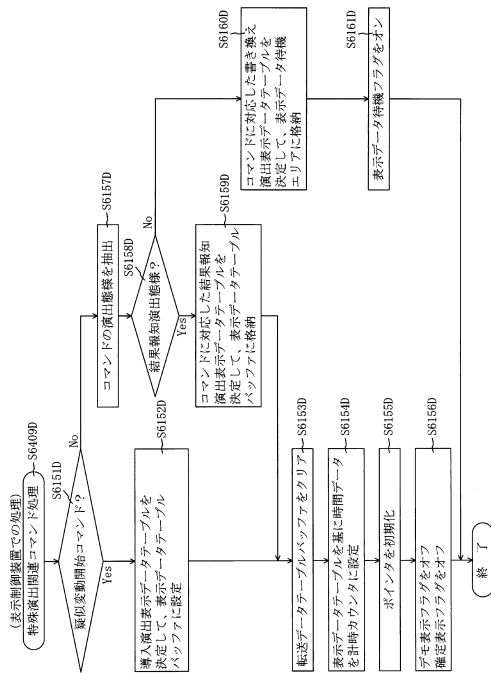 (表示制御装置での処理)
特殊演出関連コマンド処理
S6409D
疑似変動開始コマンド?
S6151D
Yes
No
導入演出表示データテーブルを
決定して、表示データテーブル
バッファに設定
S6152D
コマンドの演出態様を抽出
S6157D
結果報知演出態様?
S6158D
Yes
No
コマンドに対応した結果報知
演出表示データテーブルを
決定して、表示データテーブル
バッファに格納
S6159D
コマンドに対応した書き換え
演出表示データテーブルを
決定して、表示データ待機
エリアに格納
S6160D
表示データ待機フラグをオン
S6161D
転送データテーブルバッファをクリア
S6153D
表示データテーブルを基に時間データ
を計時カウンタに設定
S6154D
ポインタを初期化
S6155D
デモ表示フラグをオフ
確定表示フラグをオフ
S6156D
終 了